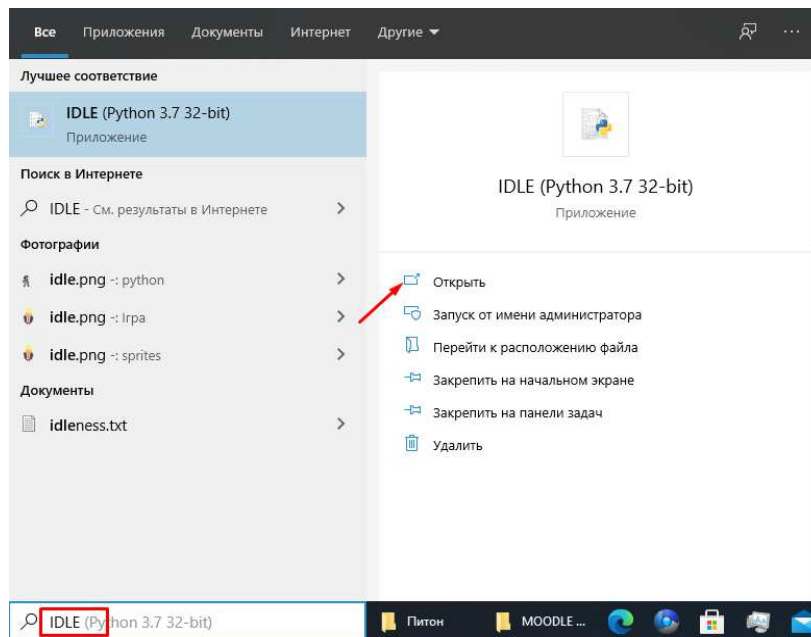 Все Приложения Документы Интернет Другие
Лучшее соответствие
IDLE (Python 3.7 32-bit)
Приложение
Поиск в Интернете
IDLE - См. результаты в Интернете
Фотографии
idle.png -: python
idle.png -: Ігра
idle.png -: sprites
Документы
idleness.txt
IDLE (Python 3.7 32-bit)
Приложение
Открыть
Запуск от имени администратора
Перейти к расположению файла
Закрепить на начальном экране
Закрепить на панели задач
Удалить
IDLE (Python 3.7 32-bit)
Питон
MOODLE ...